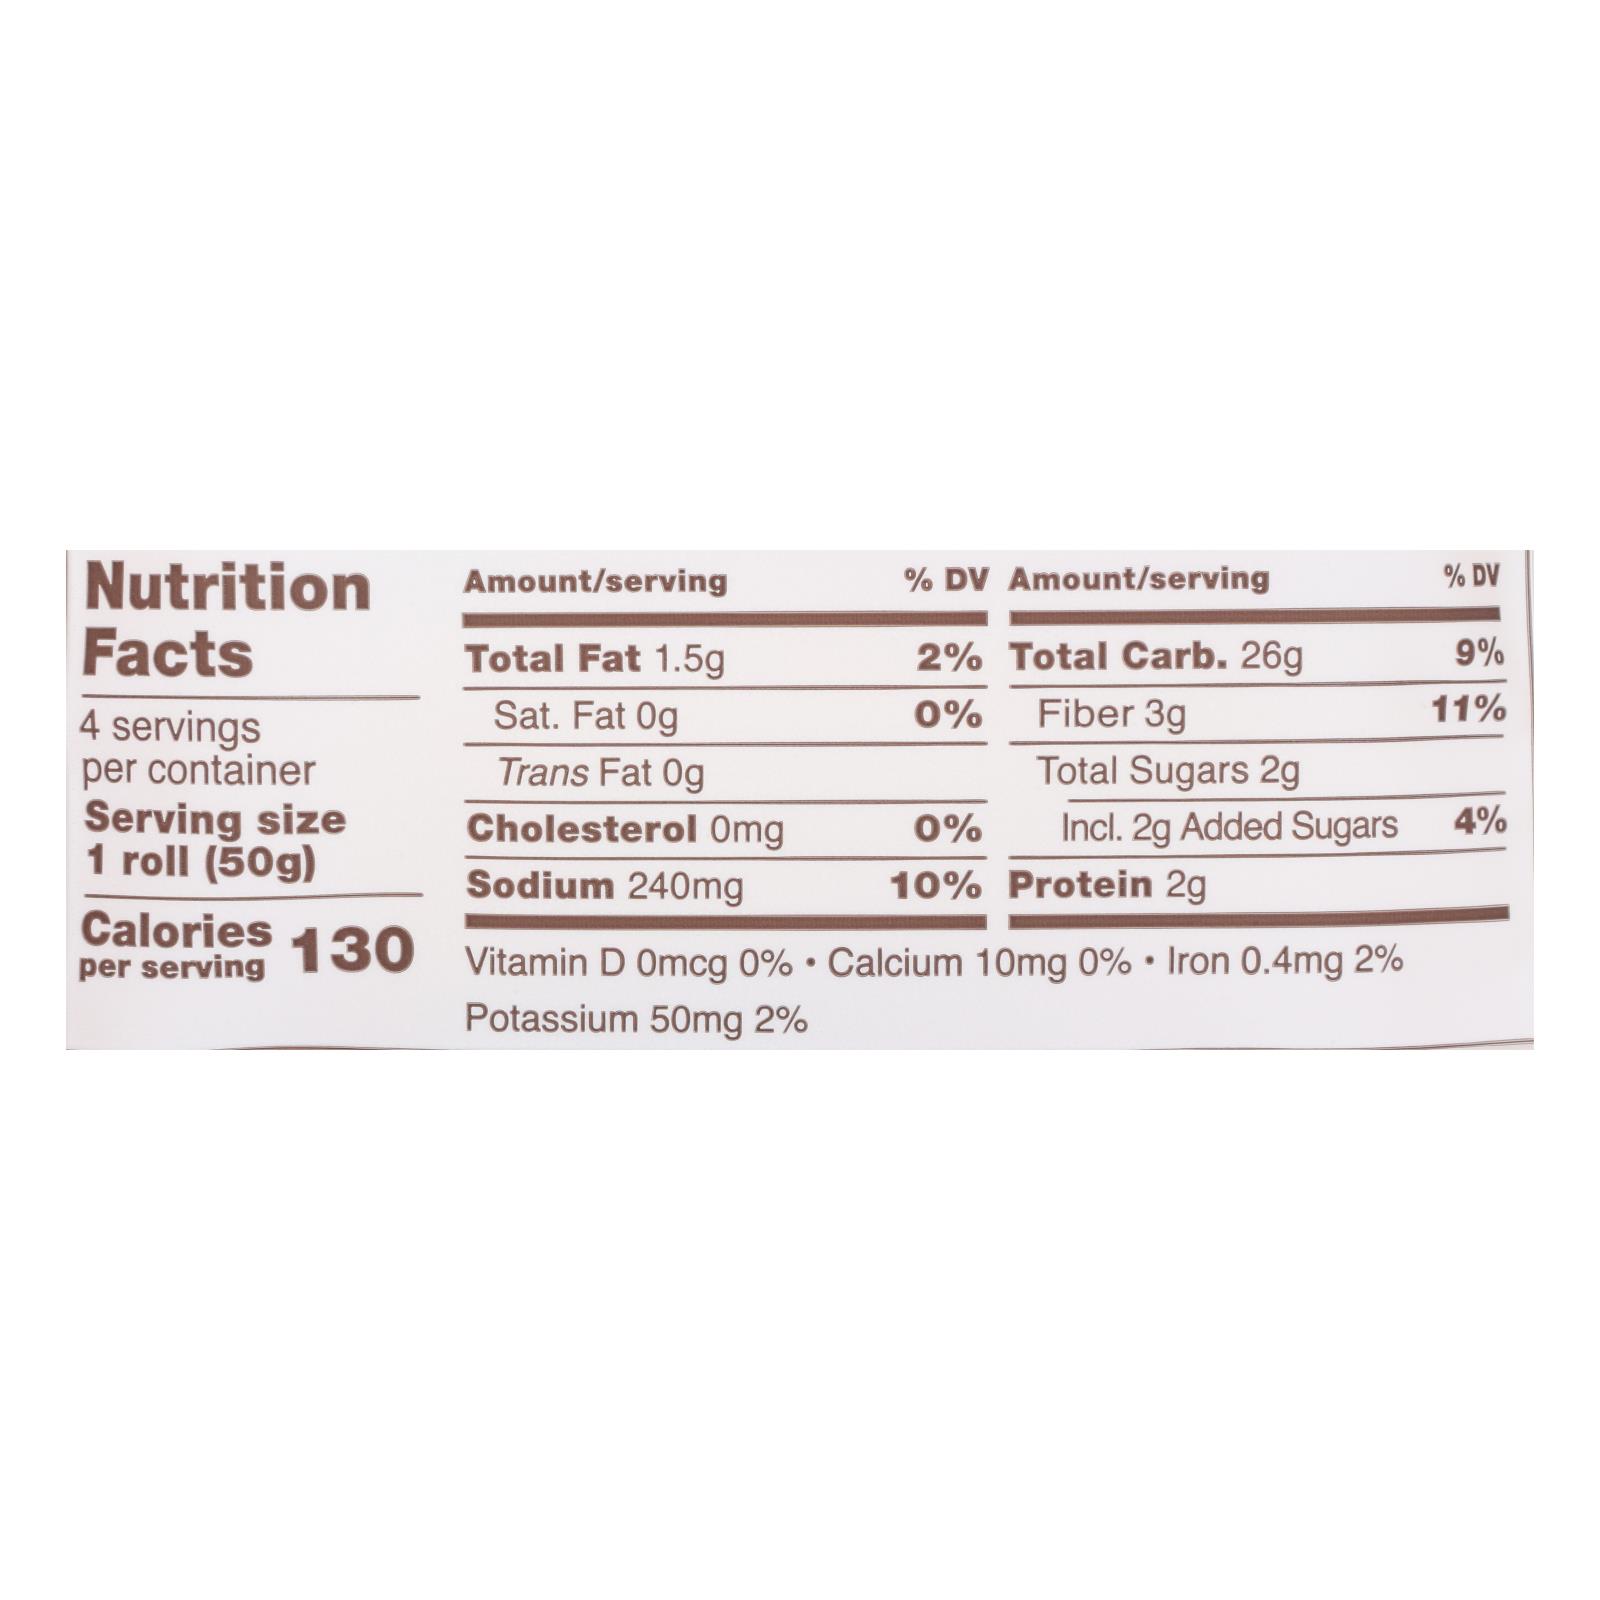 Nutrition
Facts
4 servings
per container
Serving size
1 roll (50g)
Calories
per serving 130
Amount/serving % DV
Total Fat 1.5g 2%
Sat. Fat 0g 0%
Trans Fat 0g
Cholesterol 0mg 0%
Sodium 240mg 10%
Amount/serving % DV
Total Carb. 26g 9%
Fiber 3g 11%
Total Sugars 2g
Incl. 2g Added Sugars 4%
Protein 2g
Vitamin D 0mcg 0% • Calcium 10mg 0% • Iron 0.4mg 2%
Potassium 50mg 2%